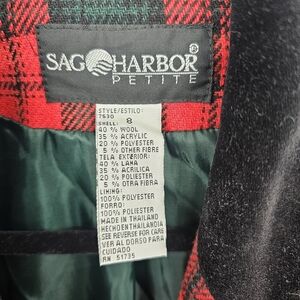 SAG HARBOR®
PETITE
STYLE/ESTILO:
7530
SHELL: 8
40 % WOOL
35 % ACRYLIC
20 % POLYESTER
5 % OTHER FIBRE
TELA EXTERIOR:
40 % LANA
35 % ACRILICA
20 % POLIESTER
5 % OTRA FIBRA
LINING:
100% POLYESTER
FORRO:
100% POLIESTER
MADE IN THAILAND
HECHO EN THAILANDIA
SEE REVERSE FOR CARE
VER AL DORSO PARA
CUIDADO
RN 51735